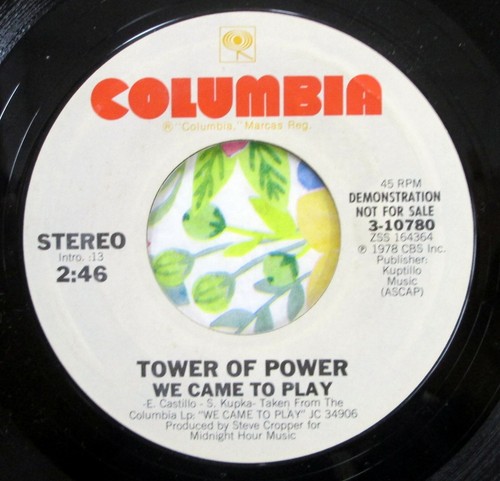 COLUMBIA
® "Columbia," Marcas Reg.
45 RPM
DEMONSTRATION
NOT FOR SALE
3-10780
ZSS 164364
℗ 1978 CBS Inc.
Publisher:
Kuptillo
Music
(ASCAP)
STEREO
Intro. :13
2:46
TOWER OF POWER
WE CAME TO PLAY
-E. Castillo - S. Kupka- Taken From The
Columbia Lp: "WE CAME TO PLAY" JC 34906
Produced by Steve Cropper for
Midnight Hour Music